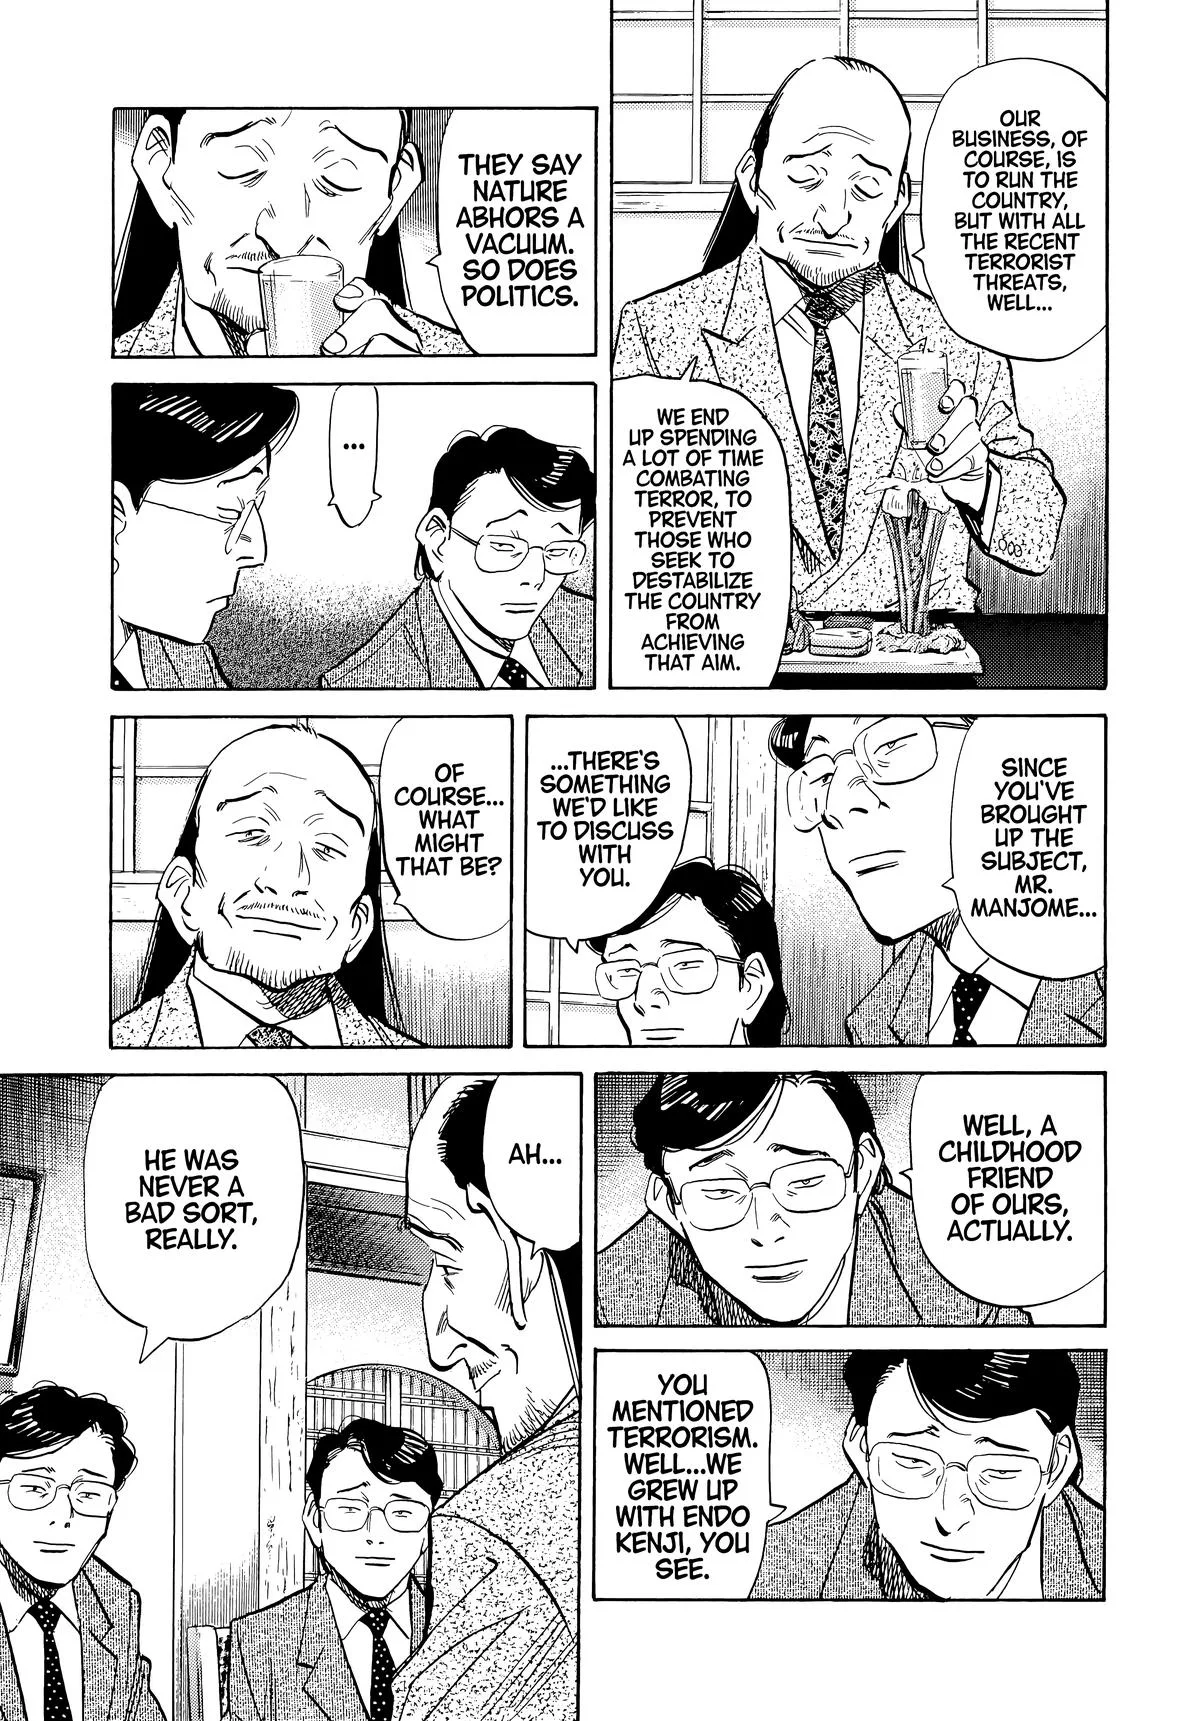 OUR
BUSINESS, OF
COURSE, IS
TO RUN THE
COUNTRY,
BUT WITH ALL
THE RECENT
TERRORIST
THREATS,
WELL...
WE END
UP SPENDING
A LOT OF TIME
COMBATING
TERROR, TO
PREVENT
THOSE WHO
SEEK TO
DESTABILIZE
THE COUNTRY
FROM
ACHIEVING
THAT AIM.
THEY SAY
NATURE
ABHORS A
VACUUM.
SO DOES
POLITICS.
...
SINCE
YOU'VE
BROUGHT
UP THE
SUBJECT,
MR.
MANJOME...
...THERE'S
SOMETHING
WE'D LIKE
TO DISCUSS
WITH
YOU.
OF
COURSE...
WHAT
MIGHT
THAT BE?
WELL, A
CHILDHOOD
FRIEND
OF OURS,
ACTUALLY.
YOU
MENTIONED
TERRORISM.
WELL...WE
GREW UP
WITH ENDO
KENJI, YOU
SEE.
AH...
HE WAS
NEVER A
BAD SORT,
REALLY.